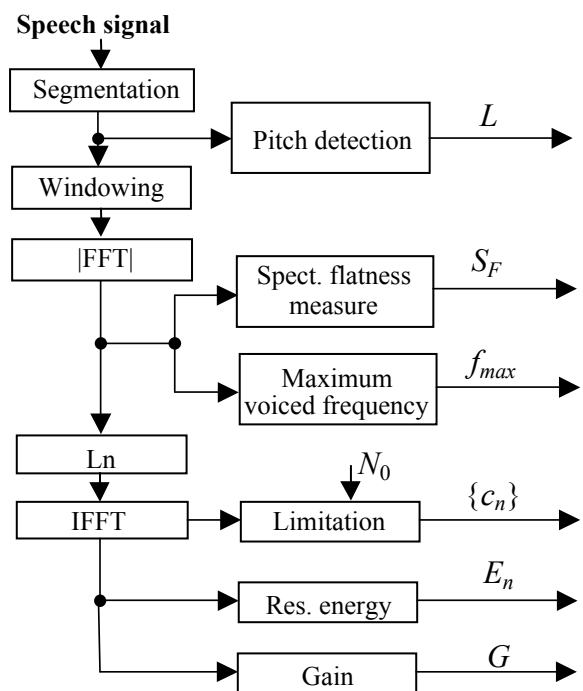 Speech signal
Segmentation
Pitch detection
L
Windowing
|FFT|
Spect. flatness
measure
S_F
Maximum
voiced frequency
f_max
Ln
N_0
IFFT
Limitation
{c_n}
Res. energy
E_n
Gain
G